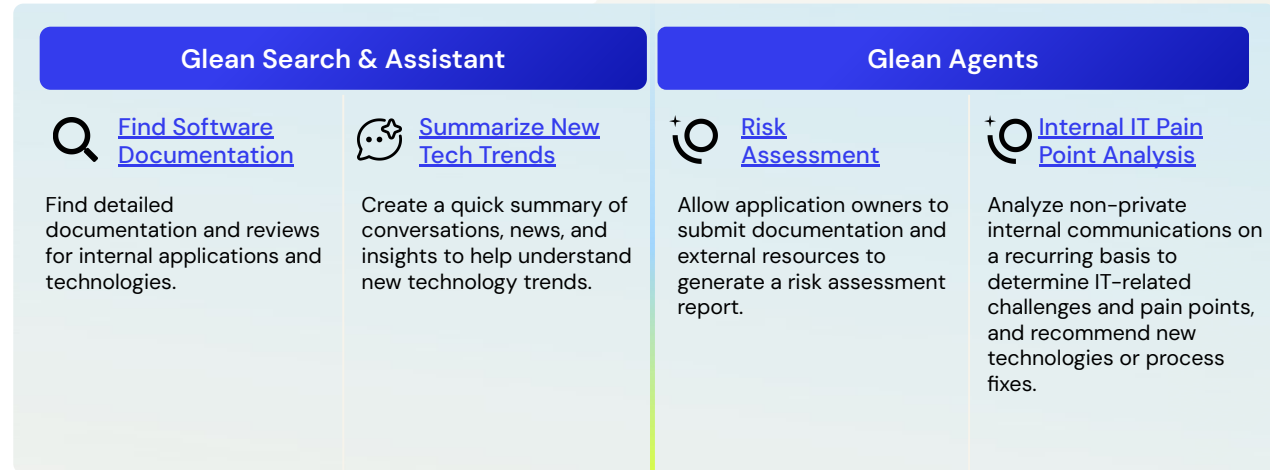 Glean Search & Assistant
Glean Agents
Find Software
Documentation
Find detailed
documentation and reviews
for internal applications and
technologies.
Summarize New
Tech Trends
Create a quick summary of
conversations, news, and
insights to help understand
new technology trends.
Risk
Assessment
Allow application owners to
submit documentation and
external resources to
generate a risk assessment
report.
Internal IT Pain
Point Analysis
Analyze non-private
internal communications on
a recurring basis to
determine IT-related
challenges and pain points,
and recommend new
technologies or process
fixes.